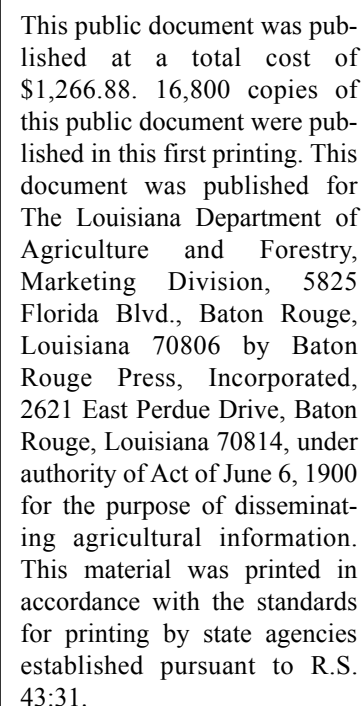 This public document was pub-
lished at a total cost of
$1,266.88. 16,800 copies of
this public document were pub-
lished in this first printing. This
document was published for
The Louisiana Department of
Agriculture and Forestry,
Marketing Division, 5825
Florida Blvd., Baton Rouge,
Louisiana 70806 by Baton
Rouge Press, Incorporated,
2621 East Perdue Drive, Baton
Rouge, Louisiana 70814, under
authority of Act of June 6, 1900
for the purpose of disseminat-
ing agricultural information.
This material was printed in
accordance with the standards
for printing by state agencies
established pursuant to R.S.
43:31.